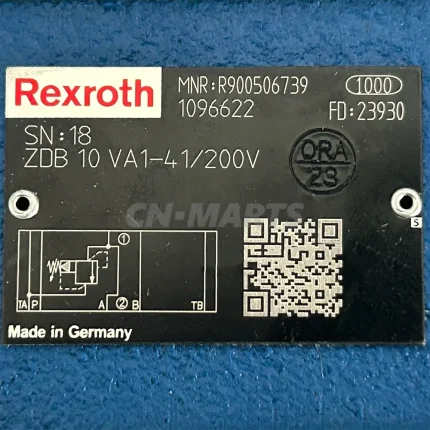 Rexroth
MNR:R900506739
1096622
1000
FD:23930
SN:18
ZDB 10 VA1-41/200V
ORA
23
CN-MARTS
S
①
TA P A ② B TB
Made in Germany